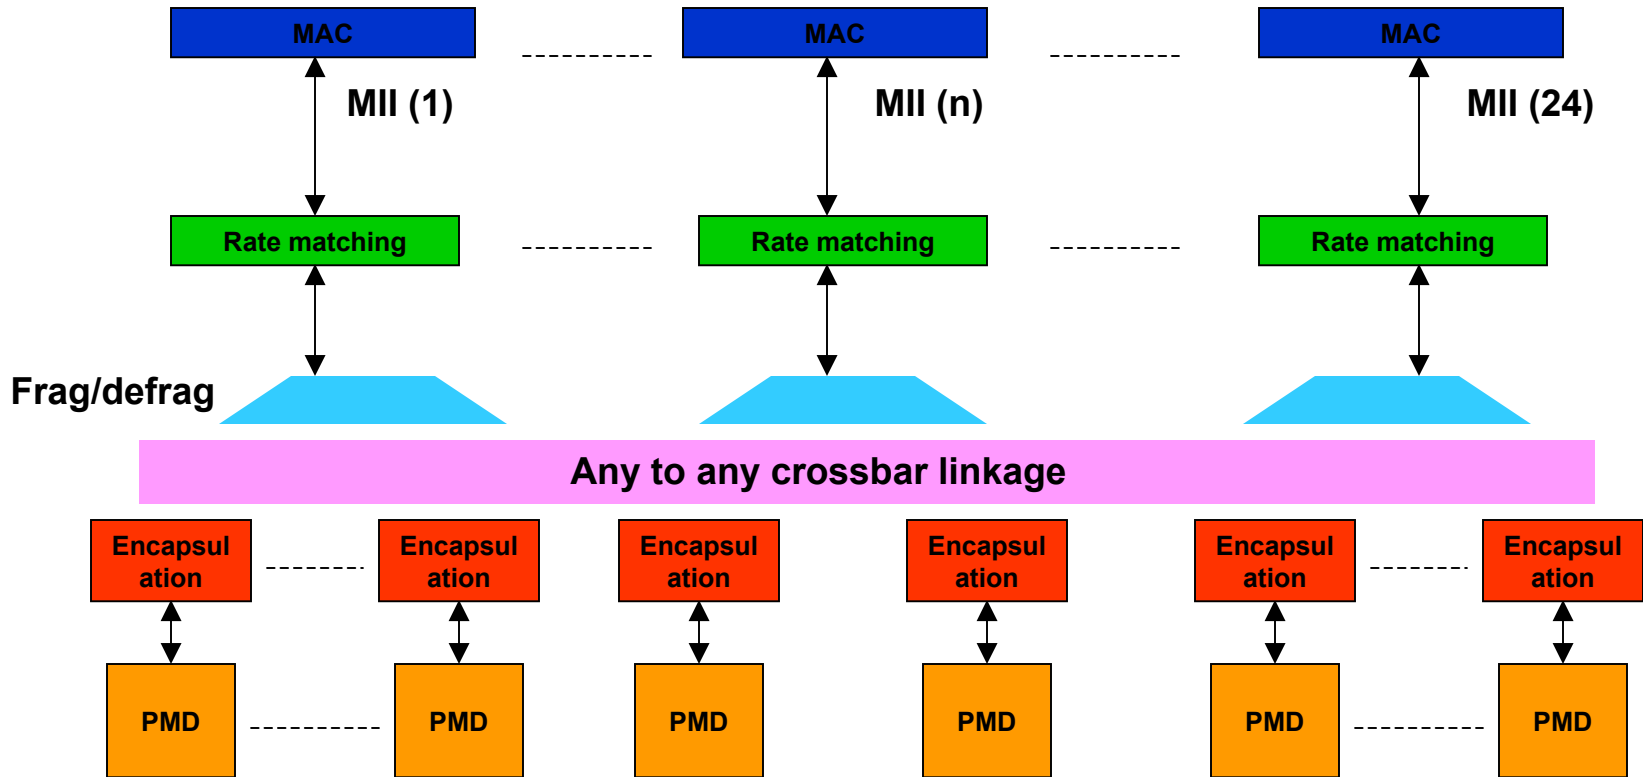 MAC MAC MAC
MII (1) MII (n) MII (24)
Rate matching Rate matching Rate matching
Frag/defrag
Any to any crossbar linkage
Encapsul Encapsul Encapsul Encapsul Encapsul Encapsul
ation ation ation ation ation ation
PMD PMD PMD PMD PMD PMD